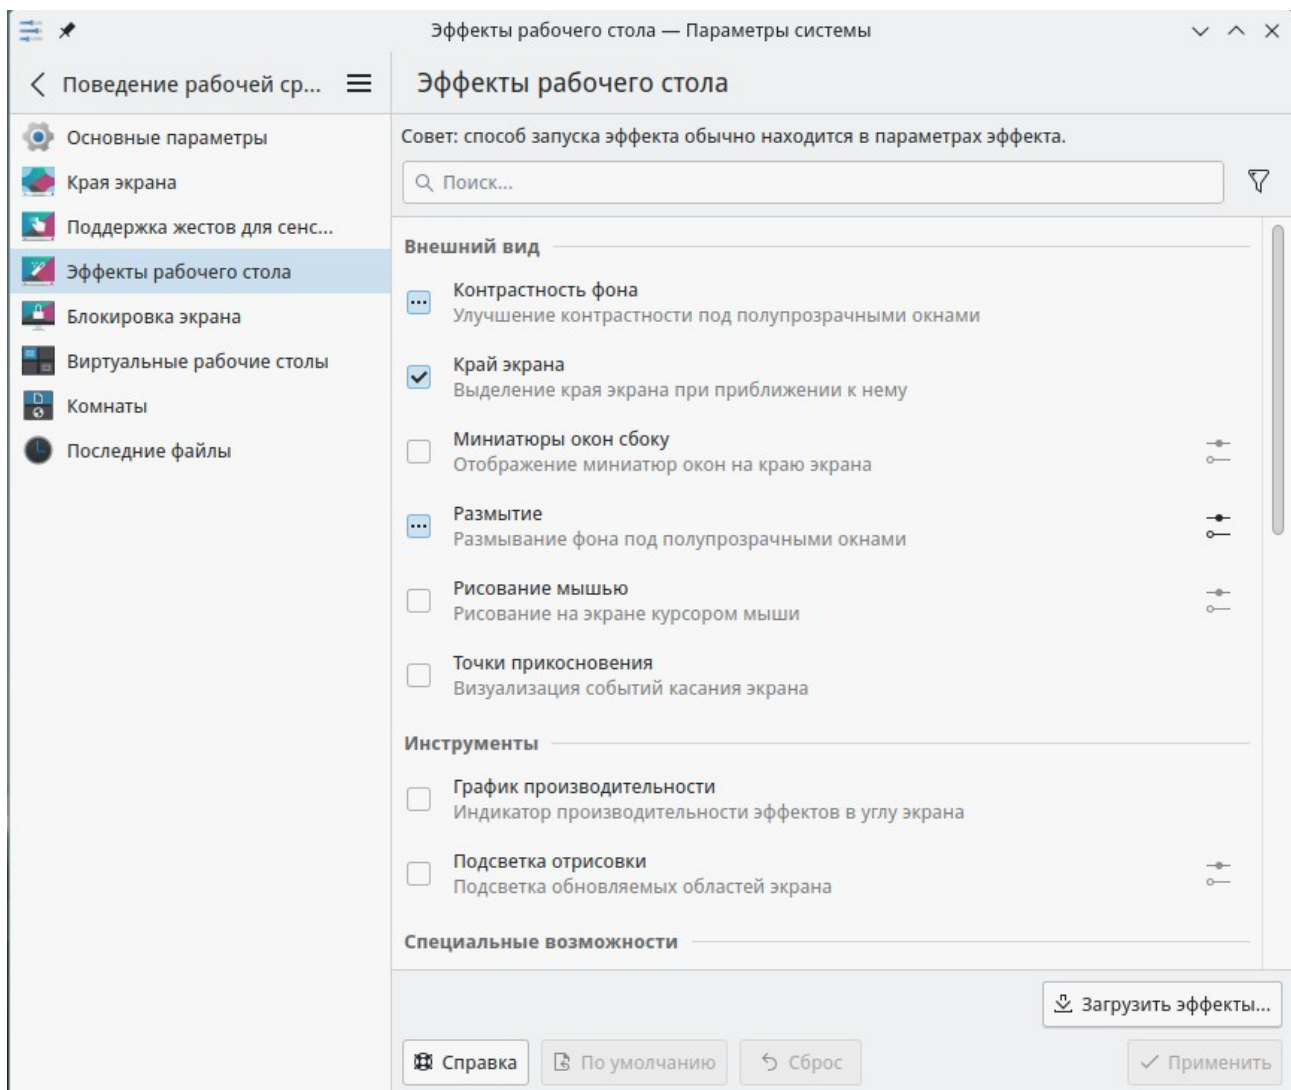 Эффекты рабочего стола — Параметры системы
Поведение рабочей ср...
Эффекты рабочего стола
Основные параметры
Края экрана
Поддержка жестов для сенс...
Эффекты рабочего стола
Блокировка экрана
Виртуальные рабочие столы
Комнаты
Последние файлы
Совет: способ запуска эффекта обычно находится в параметрах эффекта.
Поиск...
Внешний вид
Контрастность фона
Улучшение контрастности под полупрозрачными окнами
Край экрана
Выделение края экрана при приближении к нему
Миниатюры окон сбоку
Отображение миниатюр окон на краю экрана
Размытие
Размывание фона под полупрозрачными окнами
Рисование мышью
Рисование на экране курсором мыши
Точки прикосновения
Визуализация событий касания экрана
Инструменты
График производительности
Индикатор производительности эффектов в углу экрана
Подсветка отрисовки
Подсветка обновляемых областей экрана
Специальные возможности
Загрузить эффекты...
Справка
По умолчанию
Сброс
Применить